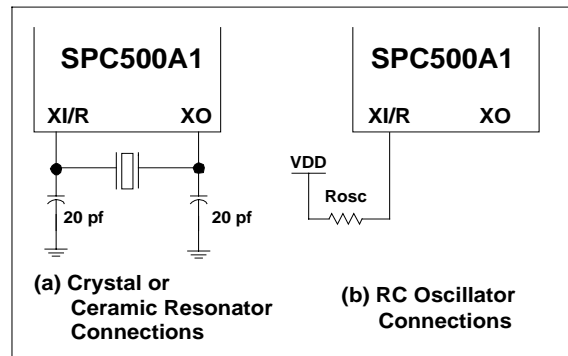 SPC500A1
XI/R XO
20 pf 20 pf
(a) Crystal or
Ceramic Resonator
Connections
SPC500A1
XI/R XO
VDD
Rosc
(b) RC Oscillator
Connections